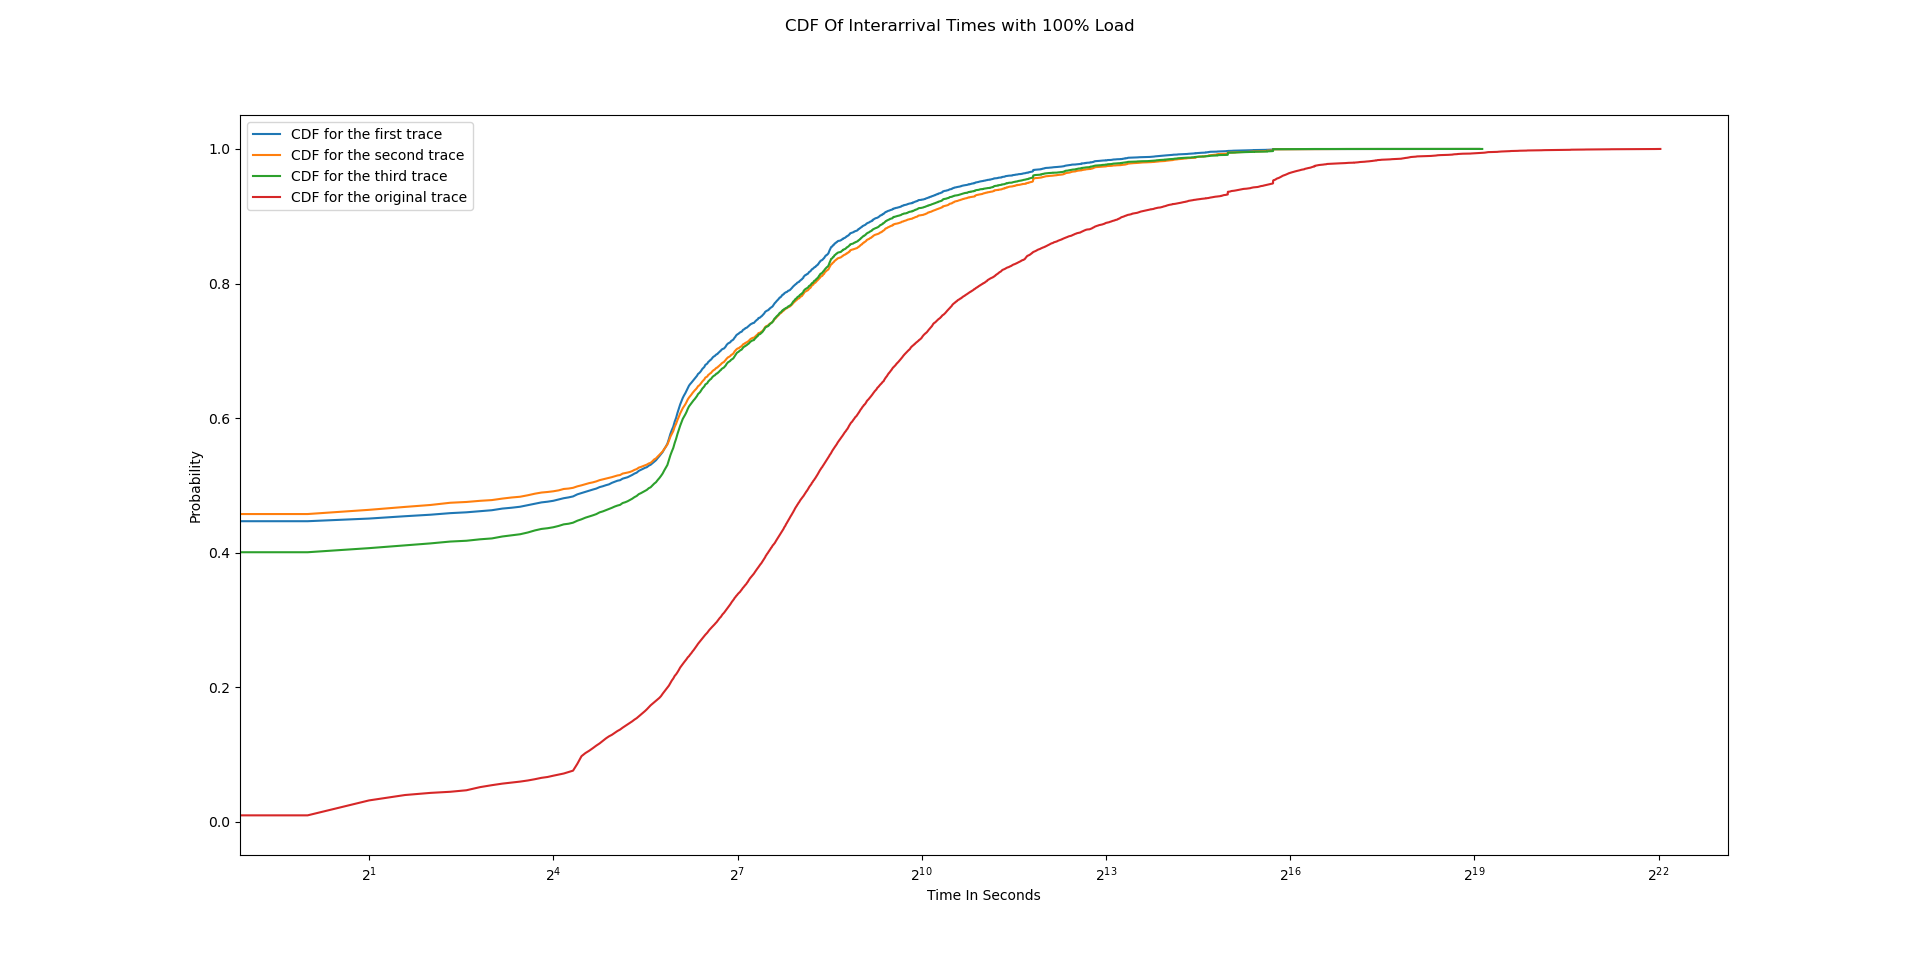 CDF Of Interarrival Times with 100% Load
CDF for the first trace
CDF for the second trace
CDF for the third trace
CDF for the original trace
1.0
0.8
0.6
0.4
0.2
0.0
Probability
2^1 2^4 2^7 2^10 2^13 2^16 2^19 2^22
Time In Seconds